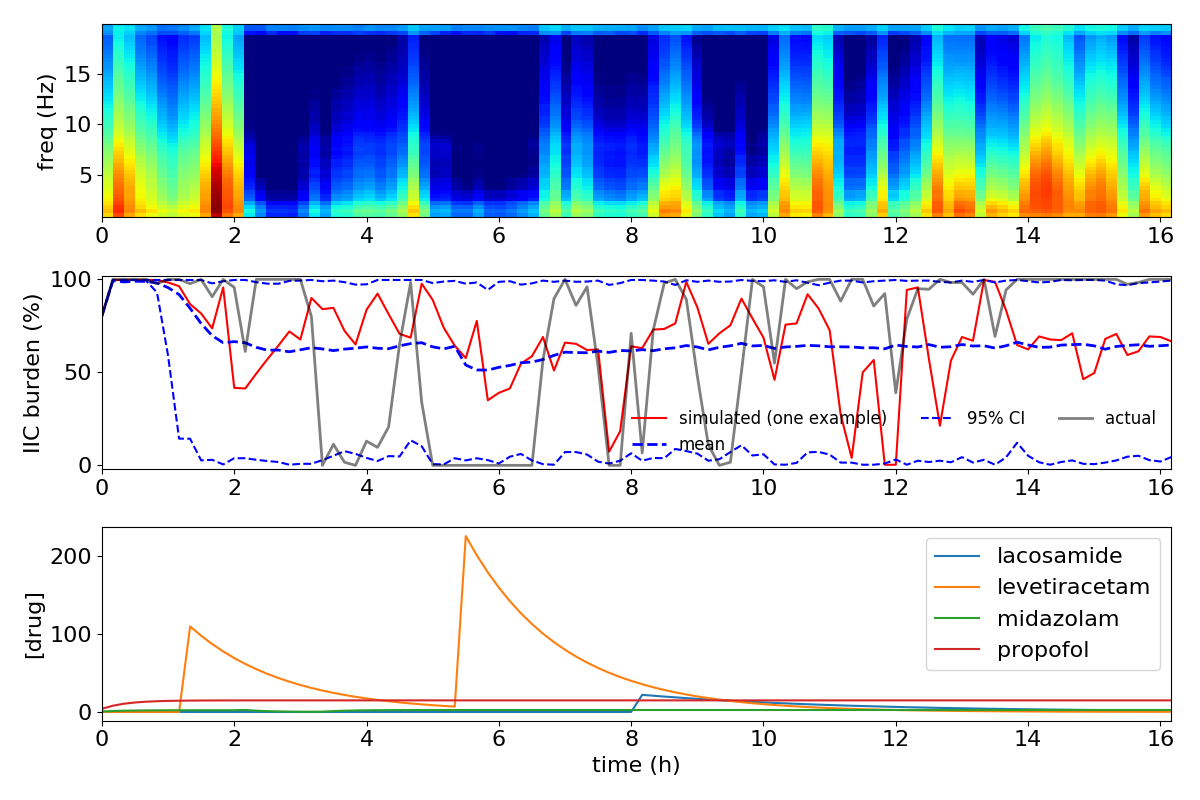 freq (Hz)
15
10
5
0 2 4 6 8 10 12 14 16
IIC burden (%)
100
50
0
simulated (one example) 95% CI actual
mean
0 2 4 6 8 10 12 14 16
[drug]
200
100
0
lacosamide
levetiracetam
midazolam
propofol
0 2 4 6 8 10 12 14 16
time (h)